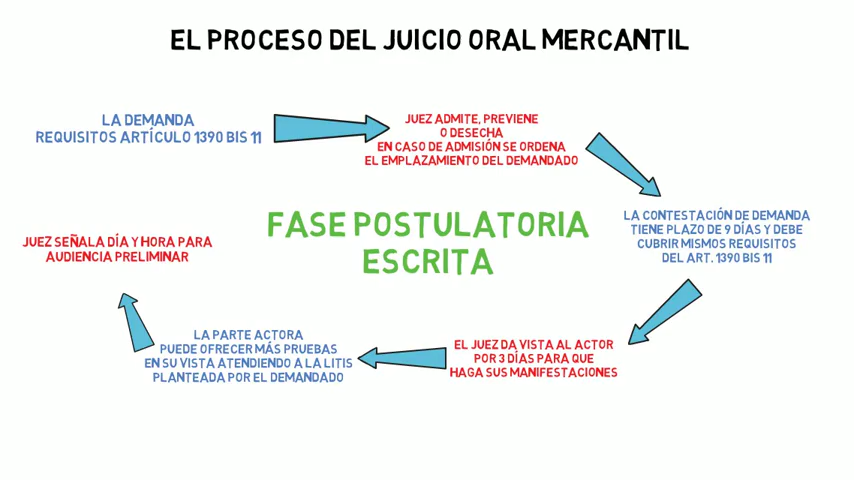 EL PROCESO DEL JUICIO ORAL MERCANTIL
LA DEMANDA
REQUISITOS ARTÍCULO 1390 BIS 11
JUEZ ADMITE, PREVIENE
O DESECHA
EN CASO DE ADMISIÓN SE ORDENA
EL EMPLAZAMIENTO DEL DEMANDADO
LA CONTESTACIÓN DE DEMANDA
TIENE PLAZO DE 9 DÍAS Y DEBE
CUBRIR MISMOS REQUISITOS
DEL ART. 1390 BIS 11
FASE POSTULATORIA
ESCRITA
EL JUEZ DA VISTA AL ACTOR
POR 3 DÍAS PARA QUE
HAGA SUS MANIFESTACIONES
LA PARTE ACTORA
PUEDE OFRECER MÁS PRUEBAS
EN SU VISTA ATENDIENDO A LA LITIS
PLANTEADA POR EL DEMANDADO
JUEZ SEÑALA DÍA Y HORA PARA
AUDIENCIA PRELIMINAR